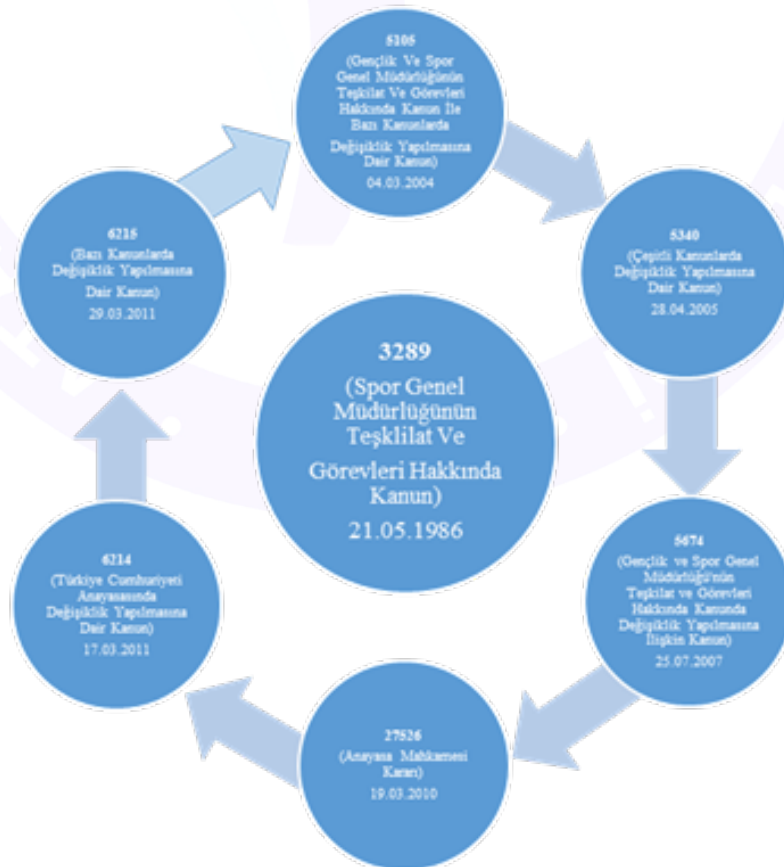 5105
(Gençlik Ve Spor
Genel Müdürlüğünün
Teşkilat Ve Görevleri
Hakkında Kanun İle
Bazı Kanunlarda
Değişiklik Yapılmasına
Dair Kanun)
04.03.2004
5340
(Çeşitli Kanunlarda
Değişiklik Yapılmasına
Dair Kanun)
28.04.2005
5674
(Gençlik ve Spor Genel
Müdürlüğü'nün
Teşkilat ve Görevleri
Hakkında Kanunda
Değişiklik Yapılmasına
İlişkin Kanun)
25.07.2007
27526
(Anayasa Mahkemesi
Kararı)
19.03.2010
6214
(Türkiye Cumhuriyeti
Anayasasında
Değişiklik Yapılmasına
Dair Kanun)
17.03.2011
6215
(Bazı Kanunlarda
Değişiklik Yapılmasına
Dair Kanun)
29.03.2011
3289
(Spor Genel
Müdürlüğünün
Teşklilat Ve
Görevleri Hakkında
Kanun)
21.05.1986